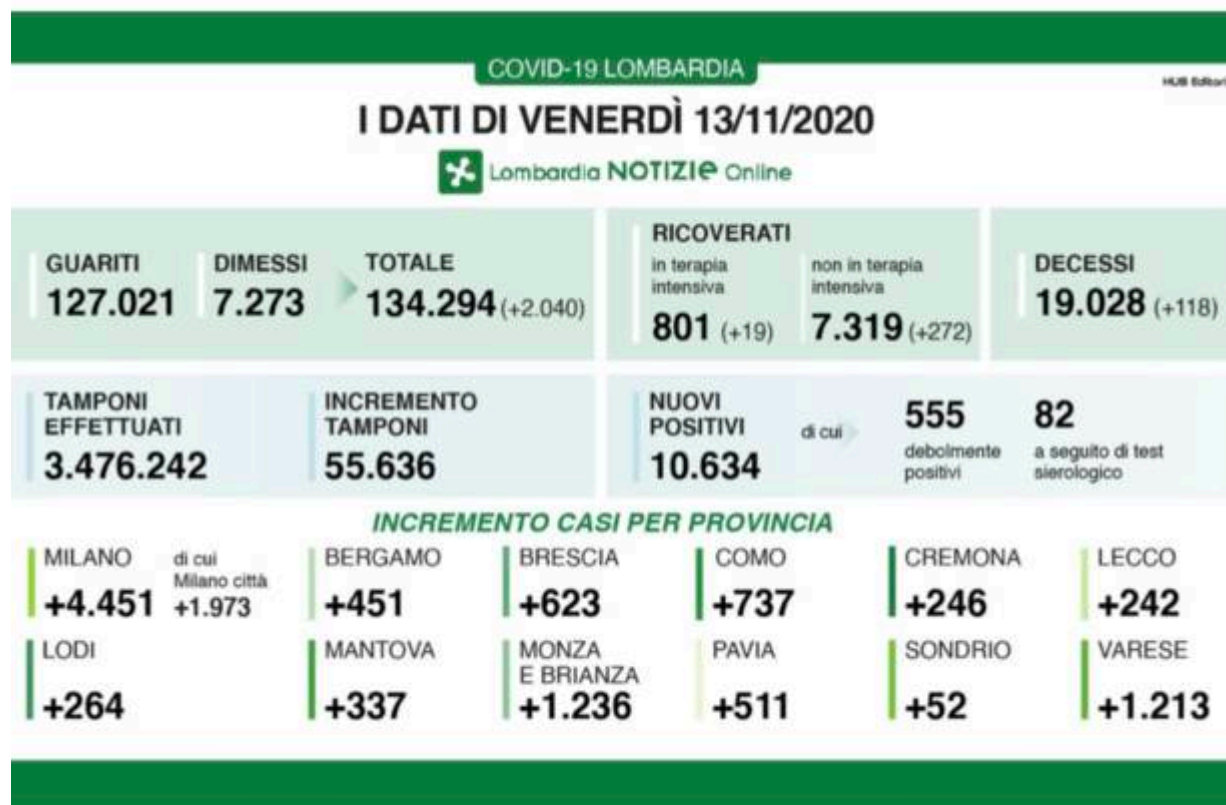 COVID-19 LOMBARDIA
HUB Editori
I DATI DI VENERDÌ 13/11/2020
Lombardia NOTIZIE Online
GUARITI
127.021
DIMESSI
7.273
TOTALE
134.294 (+2.040)
RICOVERATI
in terapia
intensiva
801 (+19)
non in terapia
intensiva
7.319 (+272)
DECESSI
19.028 (+118)
TAMPONI
EFFETTUATI
3.476.242
INCREMENTO
TAMPONI
55.636
NUOVI
POSITIVI
10.634
di cui
555
debolmente
positivi
82
a seguito di test
sierologico
INCREMENTO CASI PER PROVINCIA
MILANO
+4.451
di cui
Milano città
+1.973
BERGAMO
+451
BRESCIA
+623
COMO
+737
CREMONA
+246
LECCO
+242
LODI
+264
MANTOVA
+337
MONZA
E BRIANZA
+1.236
PAVIA
+511
SONDRIO
+52
VARESE
+1.213